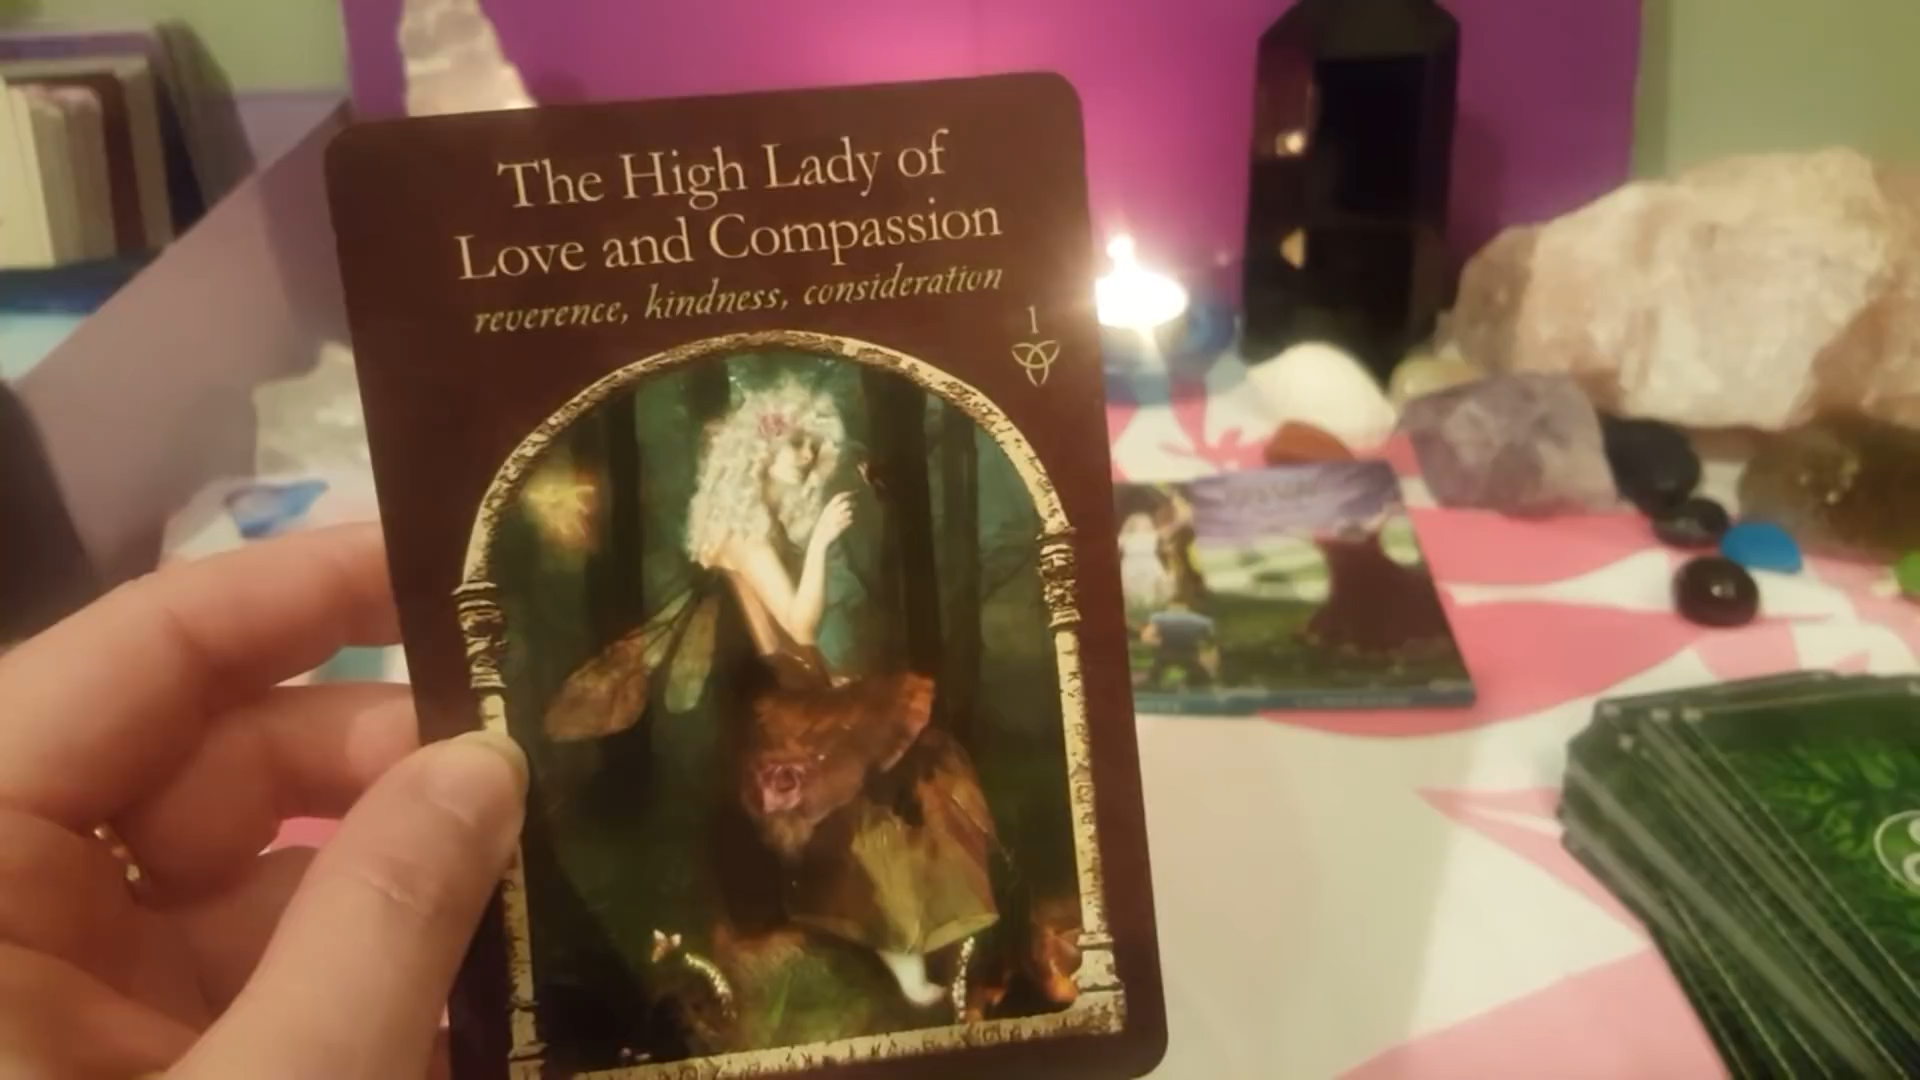 The High Lady of
Love and Compassion
reverence, kindness, consideration
1